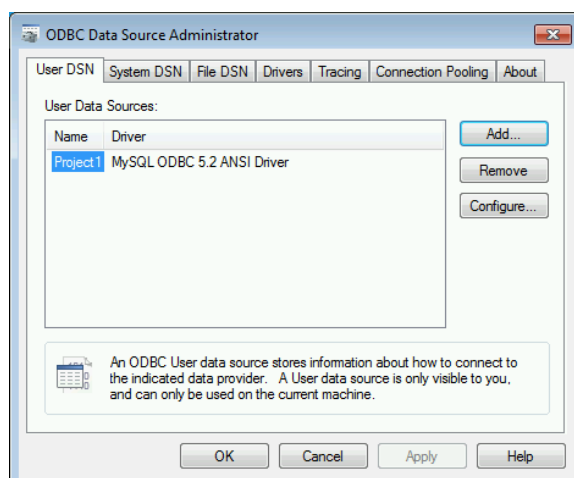 ODBC Data Source Administrator
User DSN System DSN File DSN Drivers Tracing Connection Pooling About
User Data Sources:
Name Driver Add...
Project1 MySQL ODBC 5.2 ANSI Driver Remove
Configure...
An ODBC User data source stores information about how to connect to
the indicated data provider. A User data source is only visible to you,
and can only be used on the current machine.
OK Cancel Apply Help